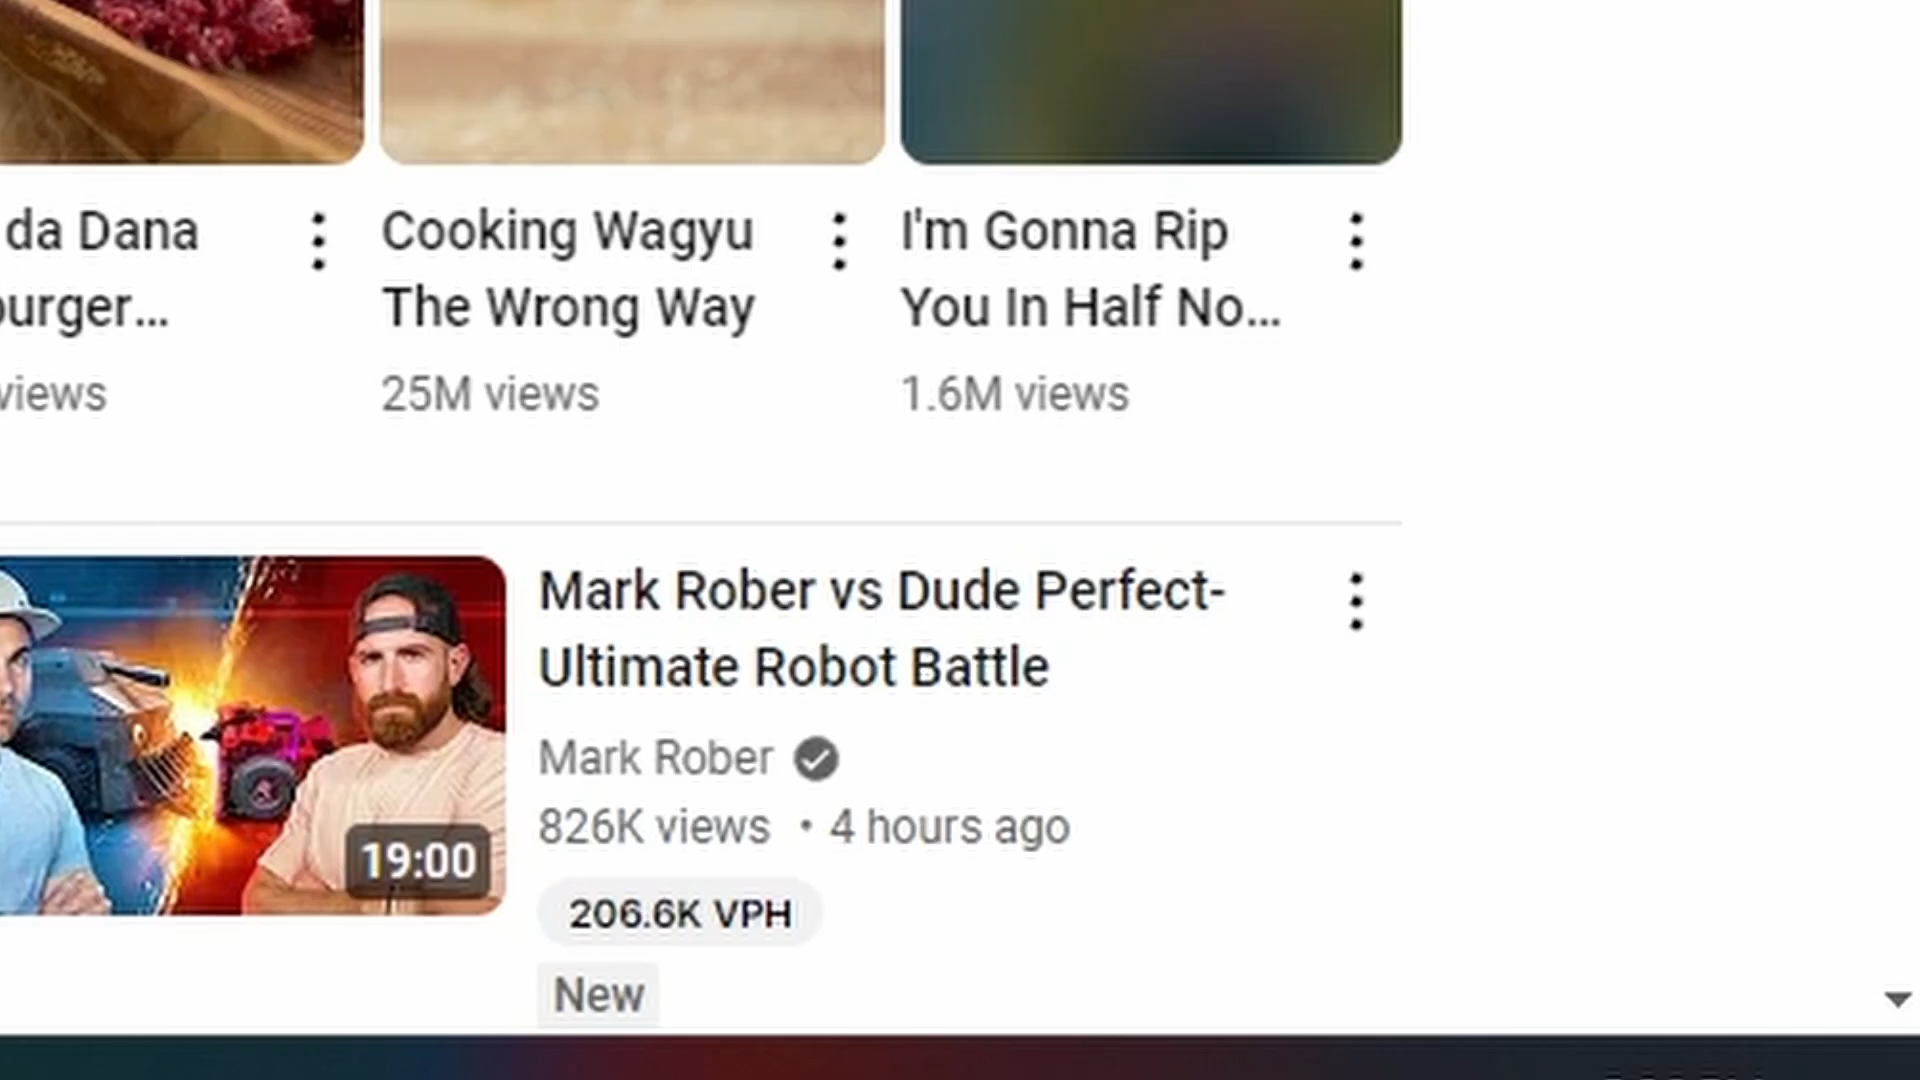 da Dana
burger...
views
Cooking Wagyu
The Wrong Way
25M views
I'm Gonna Rip
You In Half No...
1.6M views
19:00
Mark Rober vs Dude Perfect-
Ultimate Robot Battle
Mark Rober
826K views • 4 hours ago
206.6K VPH
New